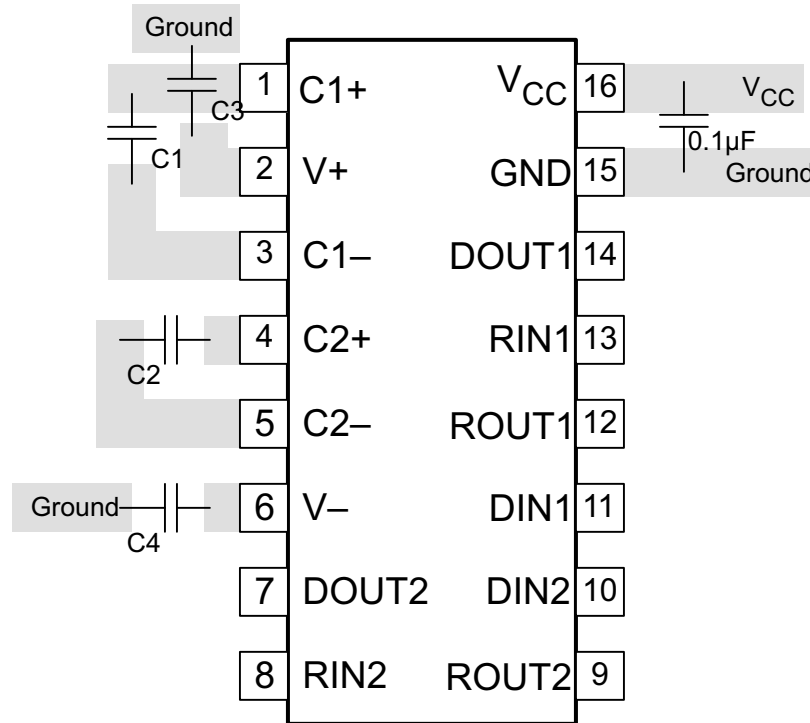 Ground
1 C1+ VCC 16 VCC
C3
C1 0.1µF
2 V+ GND 15 Ground
3 C1– DOUT1 14
4 C2+ RIN1 13
C2
5 C2– ROUT1 12
Ground 6 V– DIN1 11
C4
7 DOUT2 DIN2 10
8 RIN2 ROUT2 9